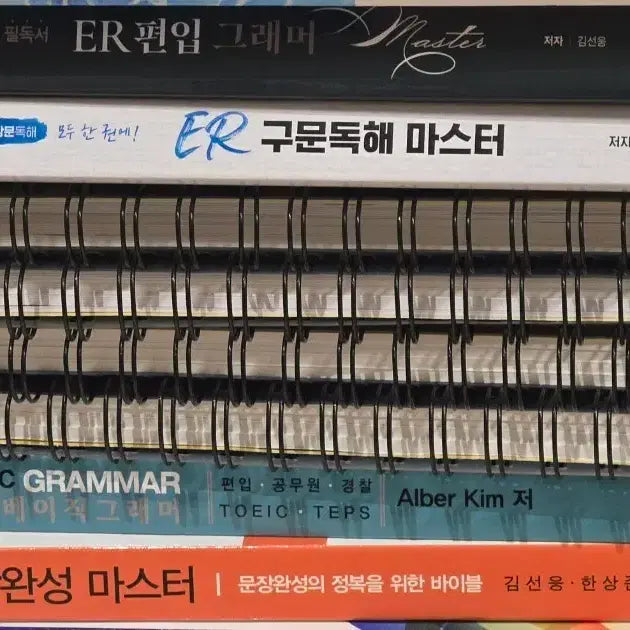 필독서 ER 편입 그래머 Master 저자 | 김선웅
문독해 모두 한 권에! ER 구문독해 마스터 저자
C GRAMMAR 편입 · 공무원 · 경찰 Alber Kim 저
베이직그래머 TOEIC · TEPS
완성 마스터 | 문장완성의 정복을 위한 바이블 김선웅 · 한상준